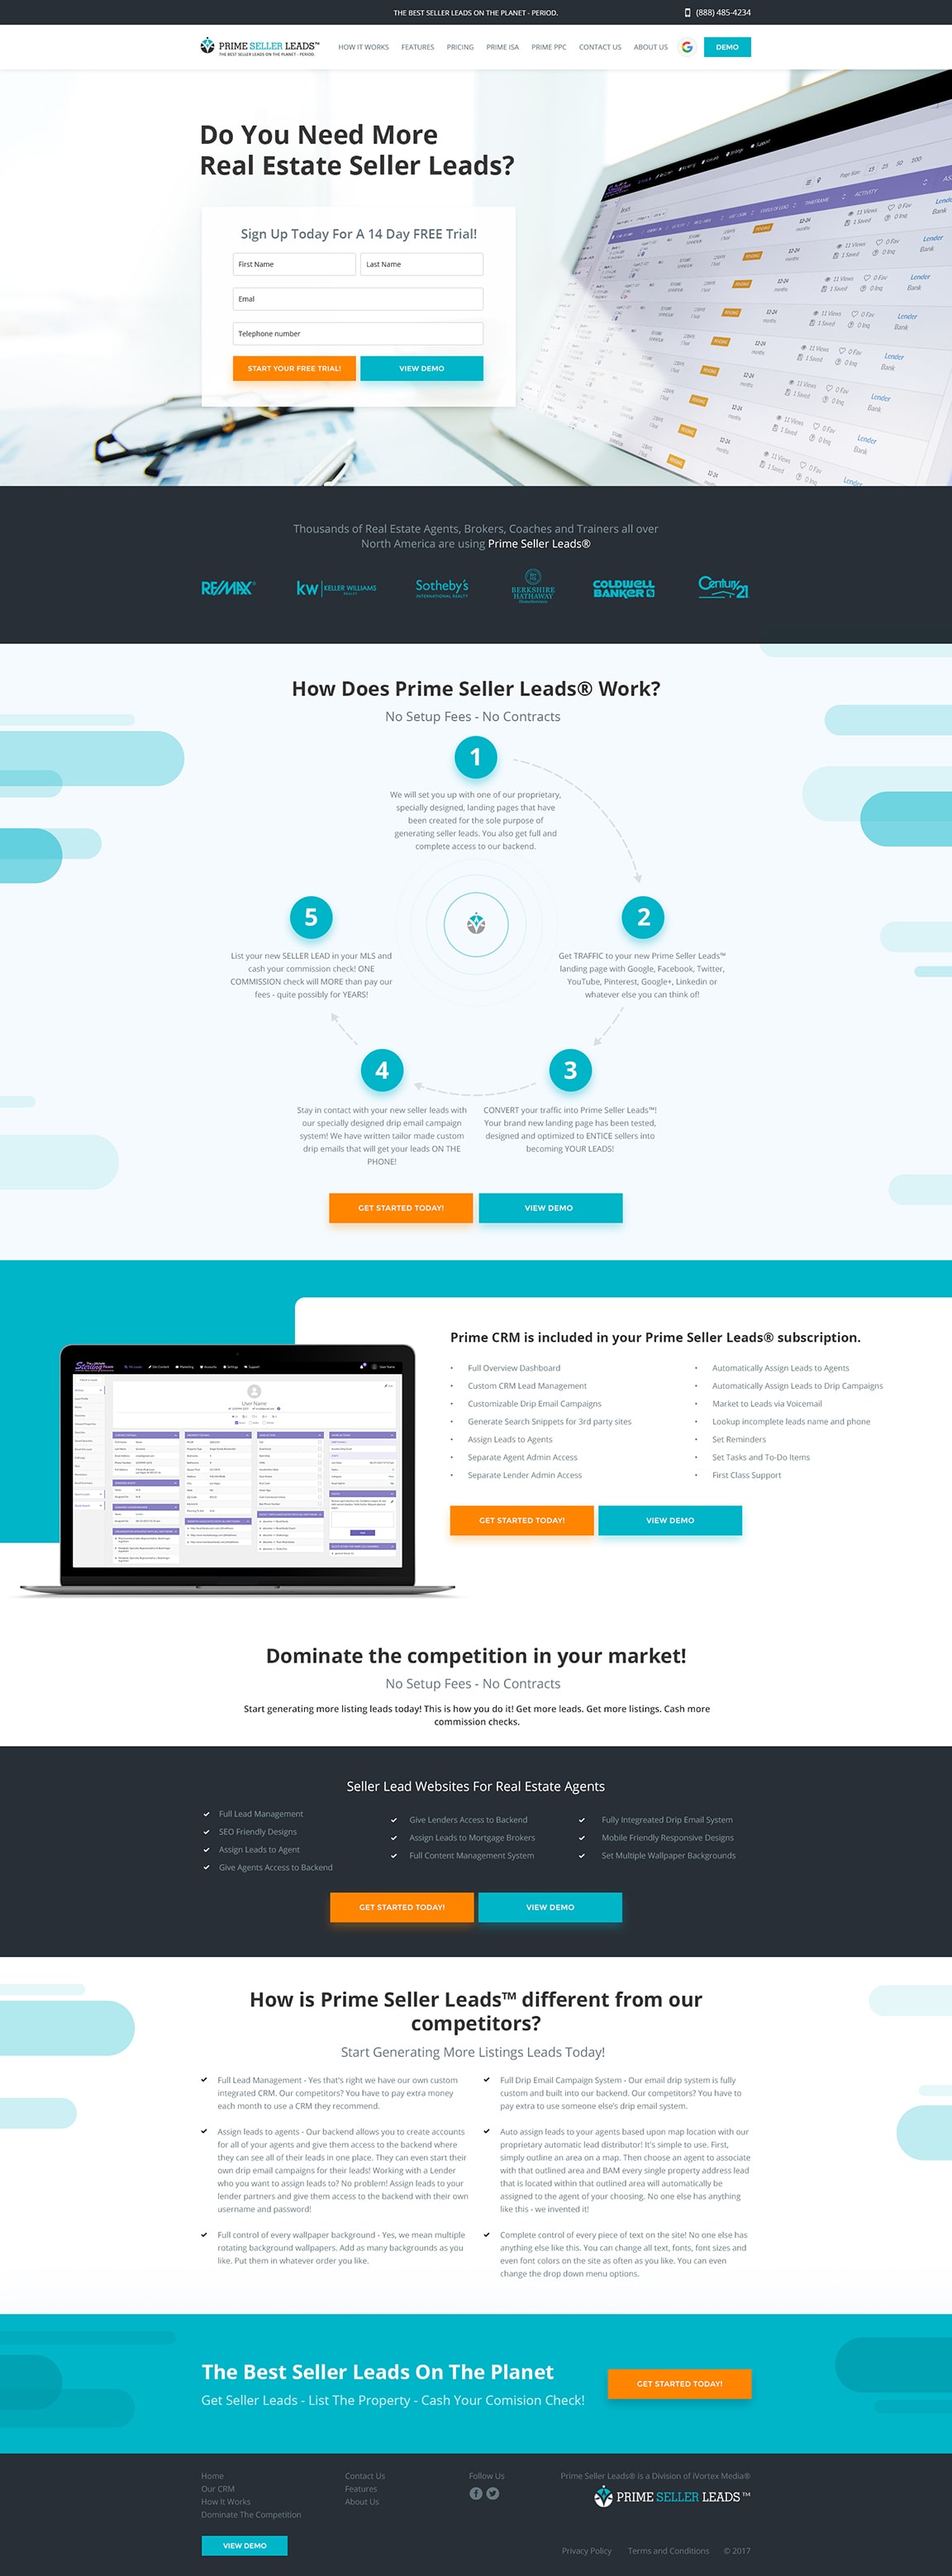 THE BEST SELLER LEADS ON THE PLANET - PERIOD.
(888) 485-4234
PRIME SELLER LEADS™
THE BEST SELLER LEADS ON THE PLANET - PERIOD.
HOW IT WORKS
FEATURES
PRICING
PRIME ISA
PRIME PPC
CONTACT US
ABOUT US
DEMO
Do You Need More
Real Estate Seller Leads?
Sign Up Today For A 14 Day FREE Trial!
First Name
Last Name
Email
Telephone number
START YOUR FREE TRIAL!
VIEW DEMO
Thousands of Real Estate Agents, Brokers, Coaches and Trainers all over
North America are using Prime Seller Leads®
RE/MAX®
kw KELLER WILLIAMS REALTY
Sotheby's INTERNATIONAL REALTY
BERKSHIRE HATHAWAY HomeServices
COLDWELL BANKER
Century 21
How Does Prime Seller Leads® Work?
No Setup Fees - No Contracts
1
We will set you up with one of our proprietary,
specially designed, landing pages that have
been created for the sole purpose of
generating seller leads. You also get full and
complete access to our backend.
2
Get TRAFFIC to your new Prime Seller Leads™
landing page with Google, Facebook, Twitter,
YouTube, Pinterest, Google+, Linkedin or
whatever else you can think of!
3
CONVERT your traffic into Prime Seller Leads™!
Your brand new landing page has been tested,
designed and optimized to ENTICE sellers into
becoming YOUR LEADS!
4
Stay in contact with your new seller leads with
our specially designed drip email campaign
system! We have written tailor made custom
drip emails that will get your leads ON THE
PHONE!
5
List your new SELLER LEAD in your MLS and
cash your commission check! ONE
COMMISSION check will MORE than pay our
fees - quite possibly for YEARS!
GET STARTED TODAY!
VIEW DEMO
Prime CRM is included in your Prime Seller Leads® subscription.
• Full Overview Dashboard
• Custom CRM Lead Management
• Customizable Drip Email Campaigns
• Generate Search Snippets for 3rd party sites
• Assign Leads to Agents
• Separate Agent Admin Access
• Separate Lender Admin Access
• Automatically Assign Leads to Agents
• Automatically Assign Leads to Drip Campaigns
• Market to Leads via Voicemail
• Lookup incomplete leads name and phone
• Set Reminders
• Set Tasks and To-Do Items
• First Class Support
GET STARTED TODAY!
VIEW DEMO
User Name
Dominate the competition in your market!
No Setup Fees - No Contracts
Start generating more listing leads today! This is how you do it! Get more leads. Get more listings. Cash more
commission checks.
Seller Lead Websites For Real Estate Agents
Full Lead Management
SEO Friendly Designs
Assign Leads to Agent
Give Agents Access to Backend
Give Lenders Access to Backend
Assign Leads to Mortgage Brokers
Full Content Management System
Fully Integreated Drip Email System
Mobile Friendly Responsive Designs
Set Multiple Wallpaper Backgrounds
GET STARTED TODAY!
VIEW DEMO
How is Prime Seller Leads™ different from our
competitors?
Start Generating More Listings Leads Today!
Full Lead Management - Yes that's right we have our own custom
integrated CRM. Our competitors? You have to pay extra money
each month to use a CRM they recommend.
Assign leads to agents - Our backend allows you to create accounts
for all of your agents and give them access to the backend where
they can see all of their leads in one place. They can even start their
own drip email campaigns for their leads! Working with a Lender
who you want to assign leads to? No problem! Assign leads to your
lender partners and give them access to the backend with their own
username and password!
Full control of every wallpaper background - Yes, we mean multiple
rotating background wallpapers. Add as many backgrounds as you
like. Put them in whatever order you like.
Full Drip Email Campaign System - Our email drip system is fully
custom and built into our backend. Our competitors? You have to
pay extra to use someone else's drip email system.
Auto assign leads to your agents based upon map location with our
proprietary automatic lead distributor! It's simple to use. First,
simply outline an area on a map. Then choose an agent to associate
with that outlined area and BAM every single property address lead
that is located within that outlined area will automatically be
assigned to the agent of your choosing. No one else has anything
like this - we invented it!
Complete control of every piece of text on the site! No one else has
anything else like this. You can change all text, fonts, font sizes and
even font colors on the site as often as you like. You can even
change the drop down menu options.
The Best Seller Leads On The Planet
Get Seller Leads - List The Property - Cash Your Comision Check!
GET STARTED TODAY!
Home
Our CRM
How It Works
Dominate The Competition
VIEW DEMO
Contact Us
Features
About Us
Follow Us
Prime Seller Leads® is a Division of iVortex Media®
PRIME SELLER LEADS™
Privacy Policy
Terms and Conditions
© 2017